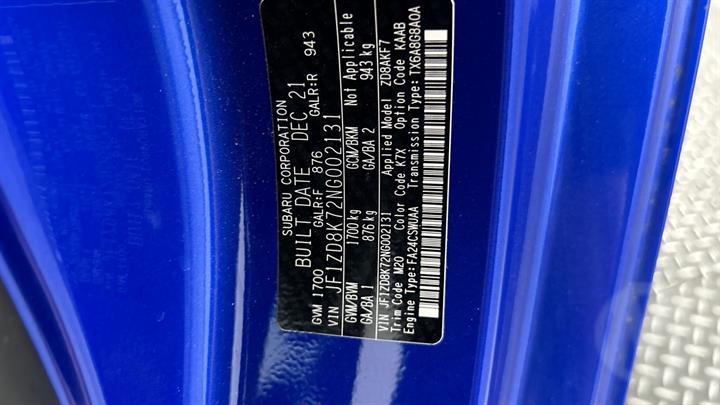 SUBARU CORPORATION
BUILT DATE DEC 21
GVM 1700 GALR:F 876 GALR:R 943
VIN JF1ZD8K72NG002131
GVM/BVM 1700 kg GCM/BKM Not Applicable
GA/BA 1 876 kg GA/BA 2 943 kg
VIN JF1ZD8K72NG002131 Applied Model ZD8AKF7
Trim Code M20 Color Code K7X Option Code KAAB
Engine Type: FA24CSWUAA Transmission Type: TX6A8G8AOA